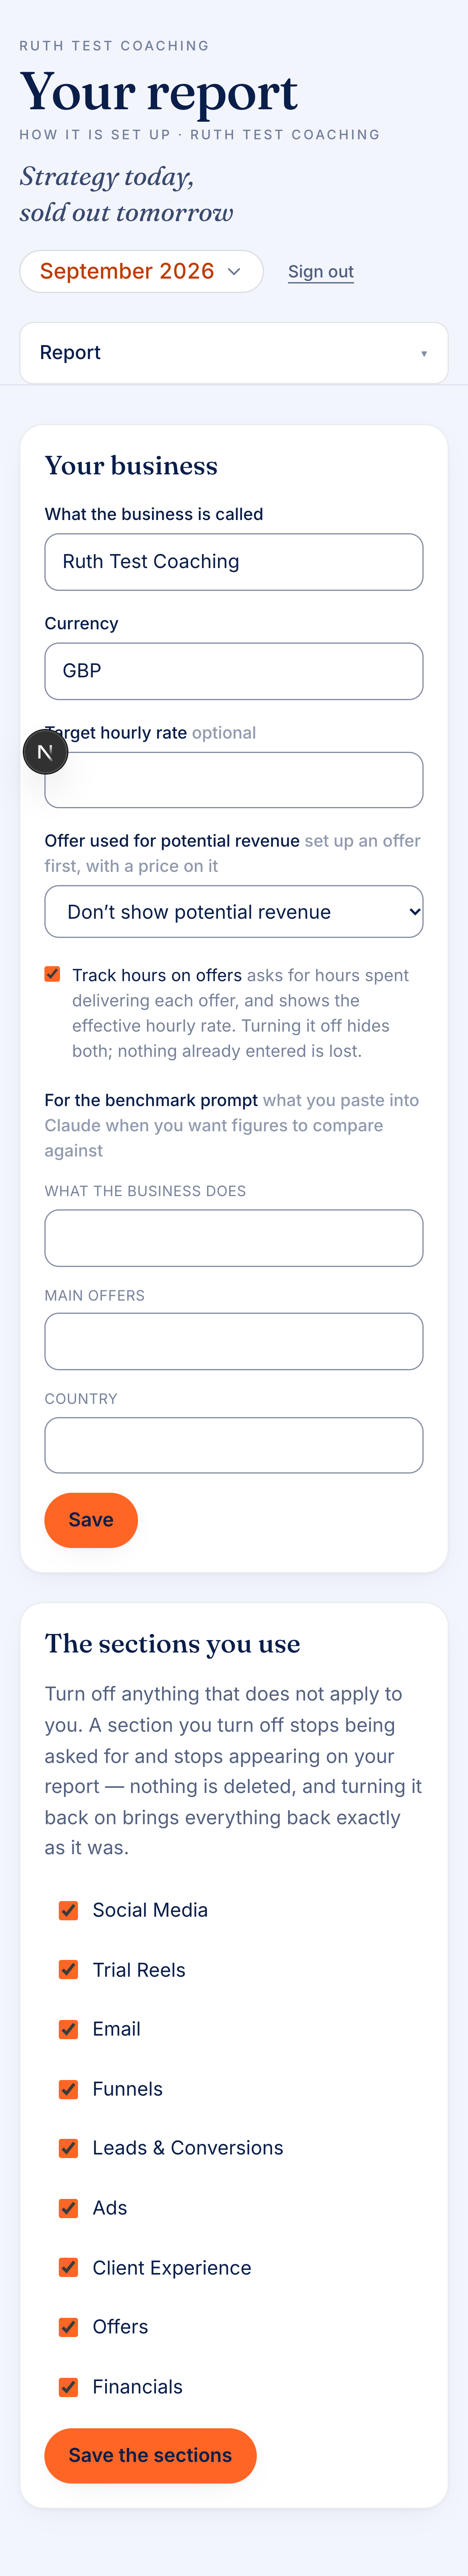 RUTH TEST COACHING
Your report
HOW IT IS SET UP · RUTH TEST COACHING
Strategy today,
sold out tomorrow
September 2026
Sign out
Report
Your business
What the business is called
Ruth Test Coaching
Currency
GBP
Target hourly rate optional
N
Offer used for potential revenue set up an offer
first, with a price on it
Don’t show potential revenue
Track hours on offers asks for hours spent
delivering each offer, and shows the
effective hourly rate. Turning it off hides
both; nothing already entered is lost.
For the benchmark prompt what you paste into
Claude when you want figures to compare
against
WHAT THE BUSINESS DOES
MAIN OFFERS
COUNTRY
Save
The sections you use
Turn off anything that does not apply to
you. A section you turn off stops being
asked for and stops appearing on your
report — nothing is deleted, and turning it
back on brings everything back exactly
as it was.
Social Media
Trial Reels
Email
Funnels
Leads & Conversions
Ads
Client Experience
Offers
Financials
Save the sections